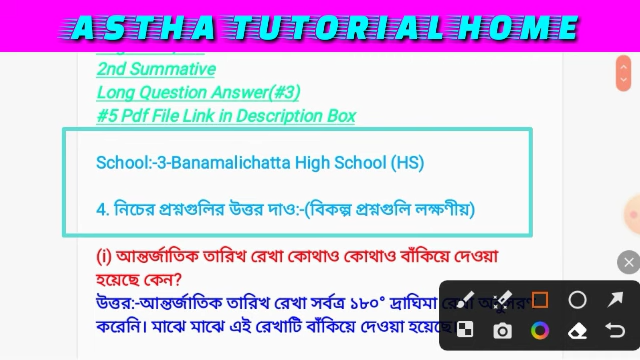 ASTHA TUTORIAL HOME
2nd Summative
Long Question Answer(#3)
#5 Pdf File Link in Description Box
School:-3-Banamalichatta High School (HS)
4. নিচের প্রশ্নগুলির উত্তর দাও:-(বিকল্প প্রশ্নগুলি লক্ষণীয়)
(i) আন্তর্জাতিক তারিখ রেখা কোথাও কোথাও বাঁকিয়ে দেওয়া
হয়েছে কেন?
উত্তর:-আন্তর্জাতিক তারিখ রেখা সর্বত্র ১৮০° দ্রাঘিমা
করেনি। মাঝে মাঝে এই রেখাটি বাঁকিয়ে দেওয়া হয়েছে